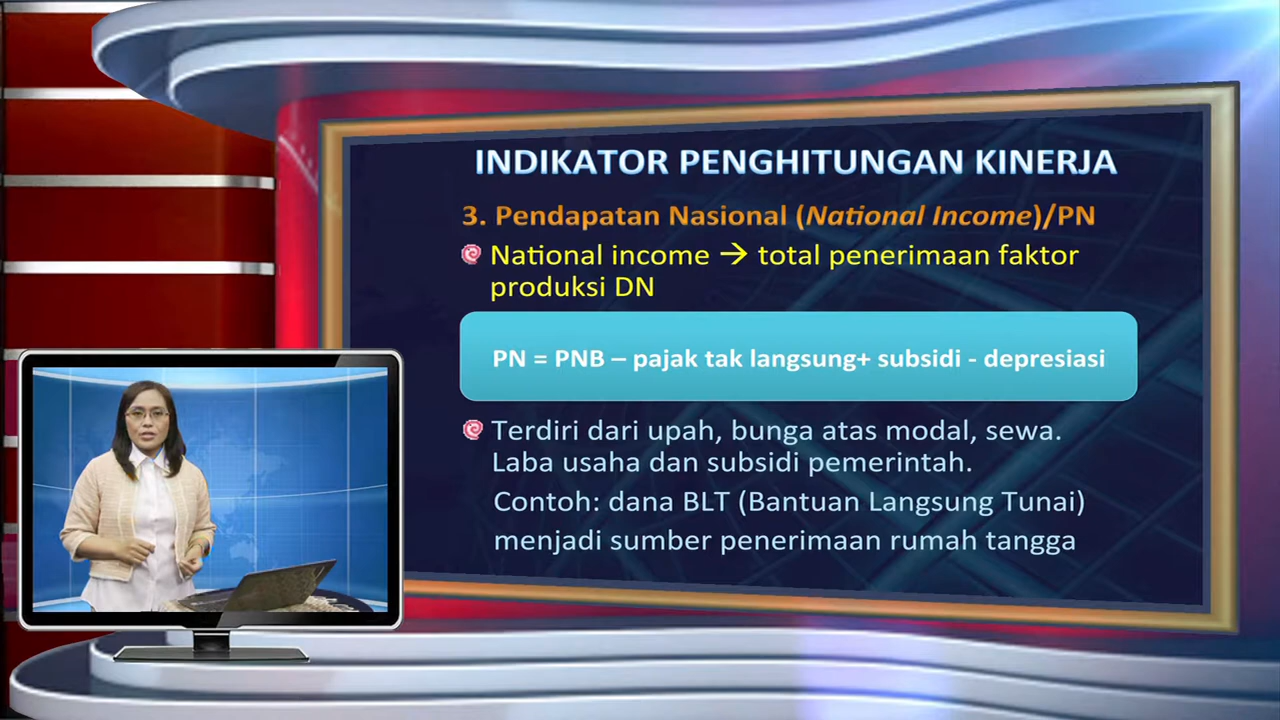 INDIKATOR PENGHITUNGAN KINERJA
3. Pendapatan Nasional (National Income)/PN
National income → total penerimaan faktor
produksi DN
PN = PNB – pajak tak langsung+ subsidi - depresiasi
Terdiri dari upah, bunga atas modal, sewa.
Laba usaha dan subsidi pemerintah.
Contoh: dana BLT (Bantuan Langsung Tunai)
menjadi sumber penerimaan rumah tangga